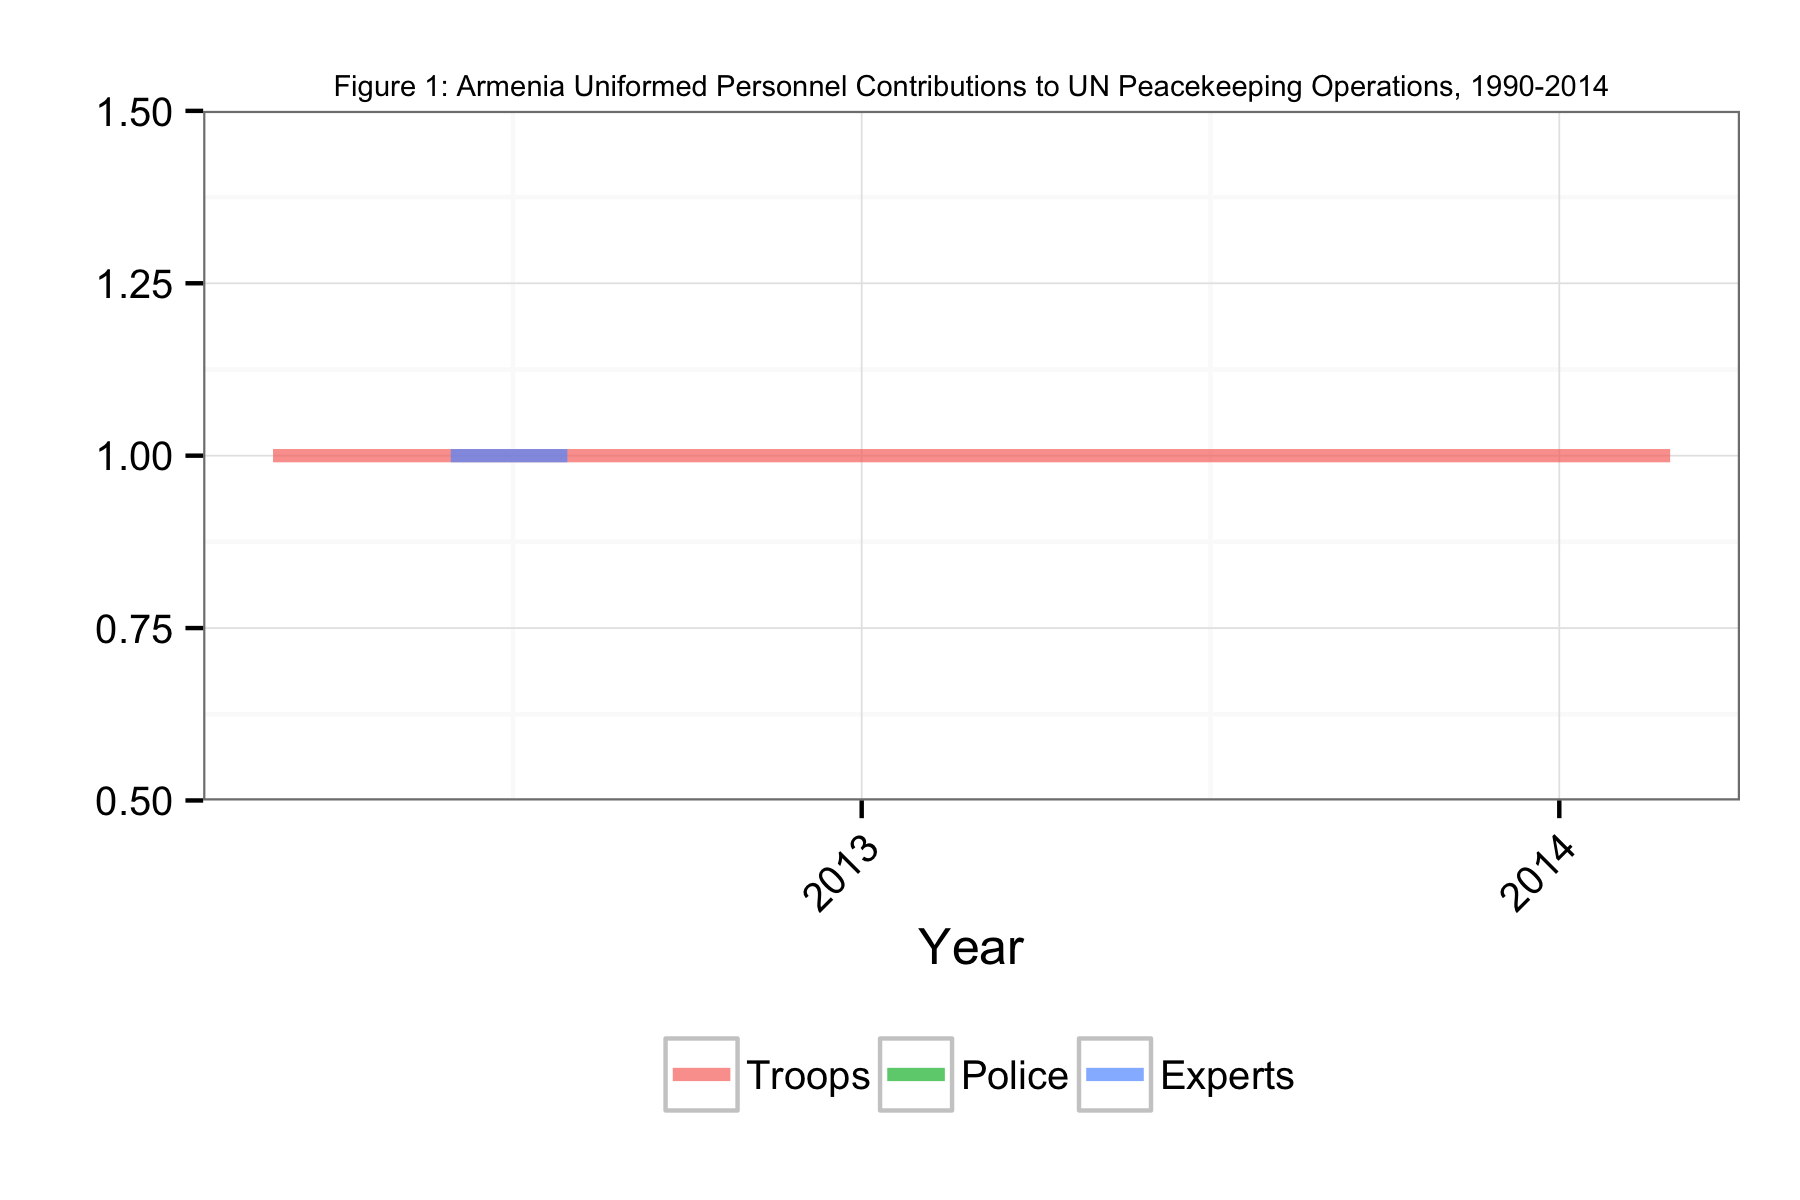 Figure 1: Armenia Uniformed Personnel Contributions to UN Peacekeeping Operations, 1990-2014
1.50
1.25
1.00
0.75
0.50
2013 2014
Year
Troops Police Experts